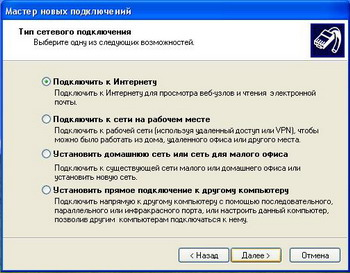 Мастер новых подключений
Тип сетевого подключения
Выберите одну из следующих возможностей.
Подключить к Интернету
Подключить к Интернету для просмотра веб-узлов и чтения электронной
почты.
Подключить к сети на рабочем месте
Подключить к рабочей сети (используя удаленный доступ или VPN), чтобы
можно было работать из дома, удаленного офиса или другого места.
Установить домашнюю сеть или сеть для малого офиса
Подключить к существующей сети малого или домашнего офиса или
установить новую сеть.
Установить прямое подключение к другому компьютеру
Подключить напрямую к другому компьютеру с помощью последовательного,
параллельного или инфракрасного порта, или настроить данный компьютер,
позволив другим компьютерам подключаться к нему.
< Назад Далее > Отмена